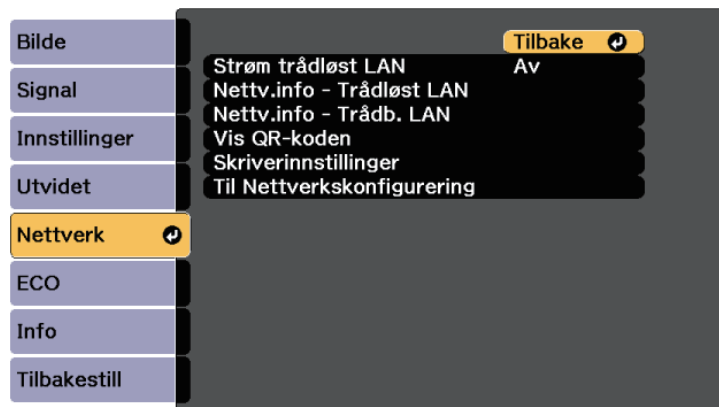 Bilde
Signal
Innstillinger
Utvidet
Nettverk
ECO
Info
Tilbakestill
Tilbake
Strøm trådløst LAN Av
Nettv.info - Trådløst LAN
Nettv.info - Trådb. LAN
Vis QR-koden
Skriverinnstillinger
Til Nettverkskonfigurering